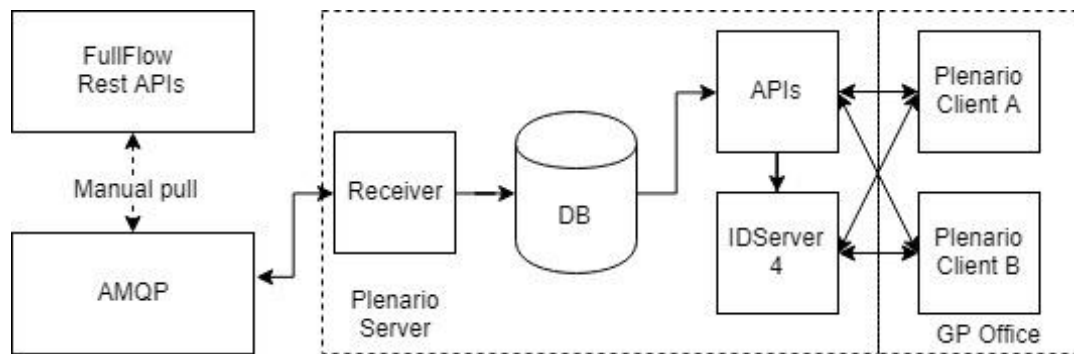 FullFlow
Rest APIs
Manual pull
AMQP
Receiver
Plenario
Server
DB
APIs
IDServer
4
Plenario
Client A
Plenario
Client B
GP Office